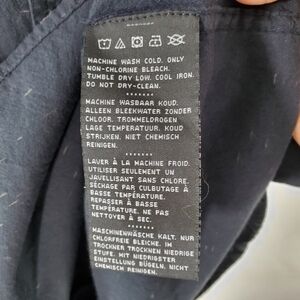 MACHINE WASH COLD. ONLY
NON-CHLORINE BLEACH.
TUMBLE DRY LOW. COOL IRON.
DO NOT DRY-CLEAN.
MACHINE WASBAAR KOUD.
ALLEEN BLEEKWATER ZONDER
CHLOOR. TROMMELDROGEN
LAGE TEMPERATUUR. KOUD
STRIJKEN. NIET CHEMISCH
REINIGEN.
LAVER À LA MACHINE FROID.
UTILISER SEULEMENT UN
JAVELLISANT SANS CHLORE.
SÉCHAGE PAR CULBUTAGE À
BASSE TEMPÉRATURE.
REPASSER À BASSE
TEMPÉRATURE. NE PAS
NETTOYER À SEC.
MASCHINENWÄSCHE KALT. NUR
CHLORFREIE BLEICHE. IM
TROCKNER TROCKNEN NIEDRIGE
STUFE. MIT NIEDRIGSTER
EINSTELLUNG BÜGELN. NICHT
CHEMISCH REINIGEN.